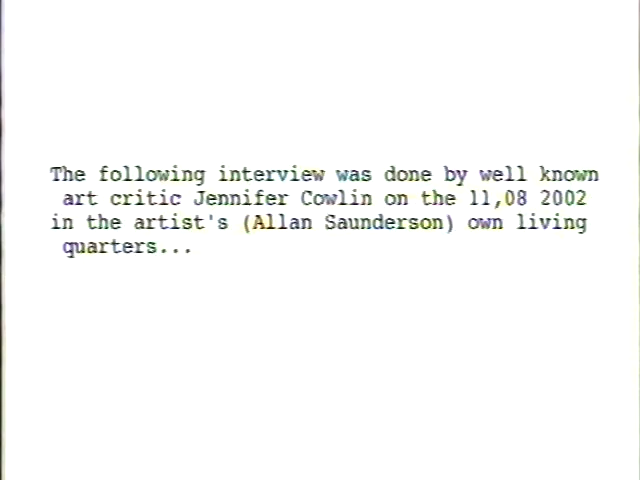 The following interview was done by well known
art critic Jennifer Cowlin on the 11,08 2002
in the artist's (Allan Saunderson) own living
quarters...